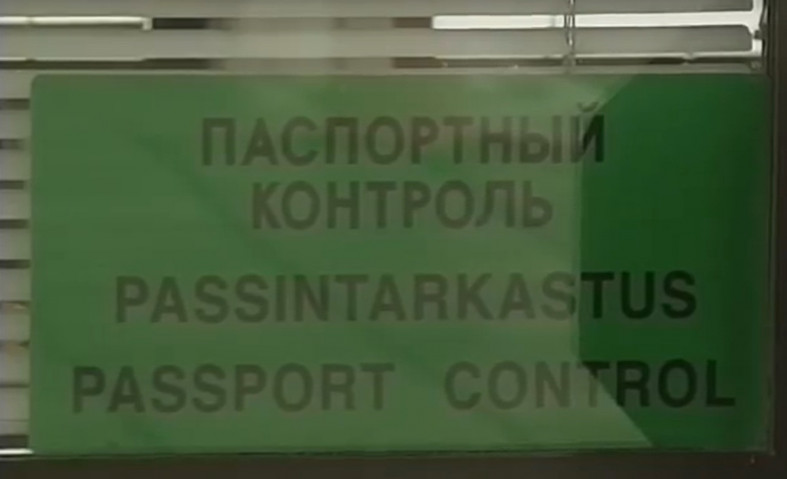 ПАСПОРТНЫЙ
КОНТРОЛЬ
PASSINTARKASTUS
PASSPORT CONTROL